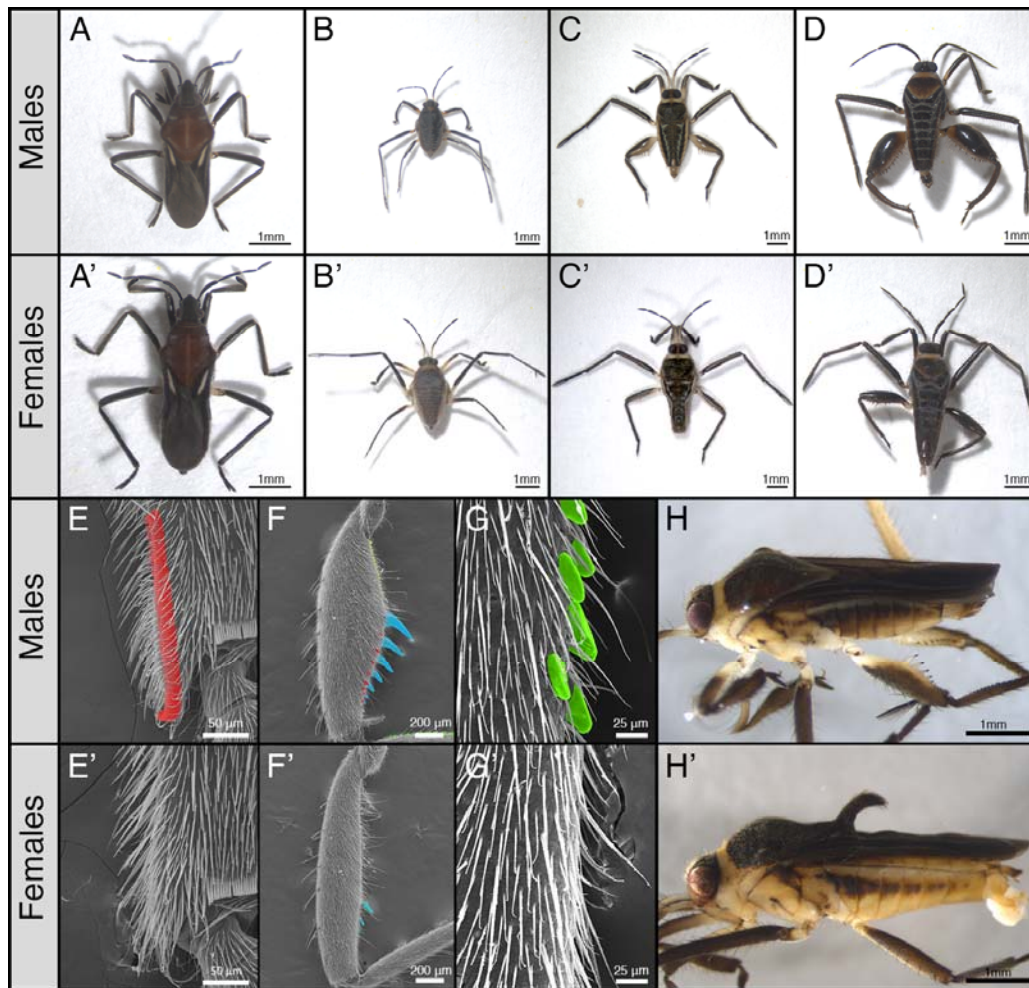 Males
A
B
C
D
1mm
1mm
1mm
1mm
Females
A'
B'
C'
D'
1mm
1mm
1mm
1mm
Males
E
F
G
H
50 µm
200 µm
25 µm
1mm
Females
E'
F'
G'
H'
50 µm
200 µm
25 µm
1mm